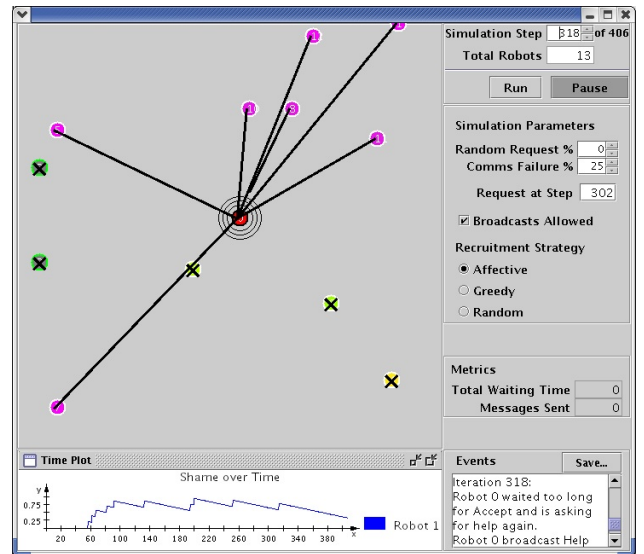 Simulation Step 318 of 406
Total Robots 13
Run Pause
Simulation Parameters
Random Request % 0
Comms Failure % 25
Request at Step 302
Broadcasts Allowed
Recruitment Strategy
Affective
Greedy
Random
Metrics
Total Waiting Time 0
Messages Sent 0
Time Plot
Shame over Time
y
0.75
0.25
20 60 100 140 180 220 260 300 340 380 x
Robot 1
Events Save...
Iteration 318:
Robot 0 waited too long
for Accept and is asking
for help again.
Robot 0 broadcast Help